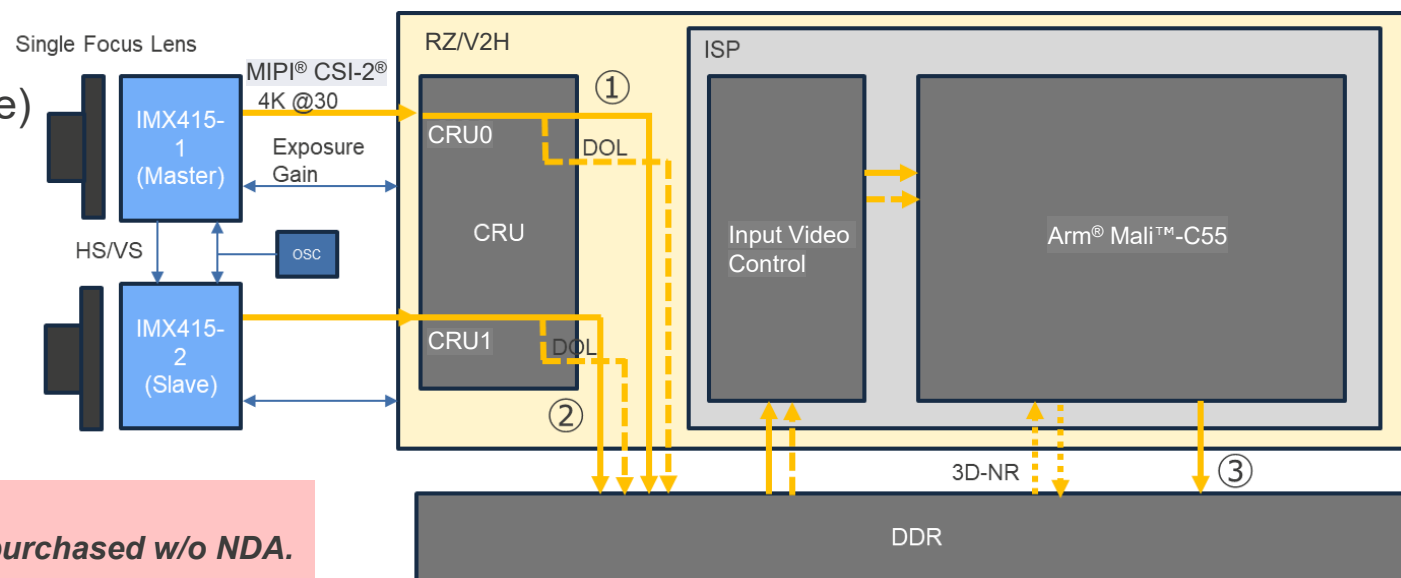 Single Focus Lens
e)
MIPI® CSI-2®
4K @30
IMX415-
1
(Master)
Exposure
Gain
HS/VS
OSC
IMX415-
2
(Slave)
RZ/V2H
①
CRU0
DOL
CRU
CRU1
DOL
②
ISP
Input Video
Control
Arm® Mali™-C55
3D-NR
③
DDR
purchased w/o NDA.